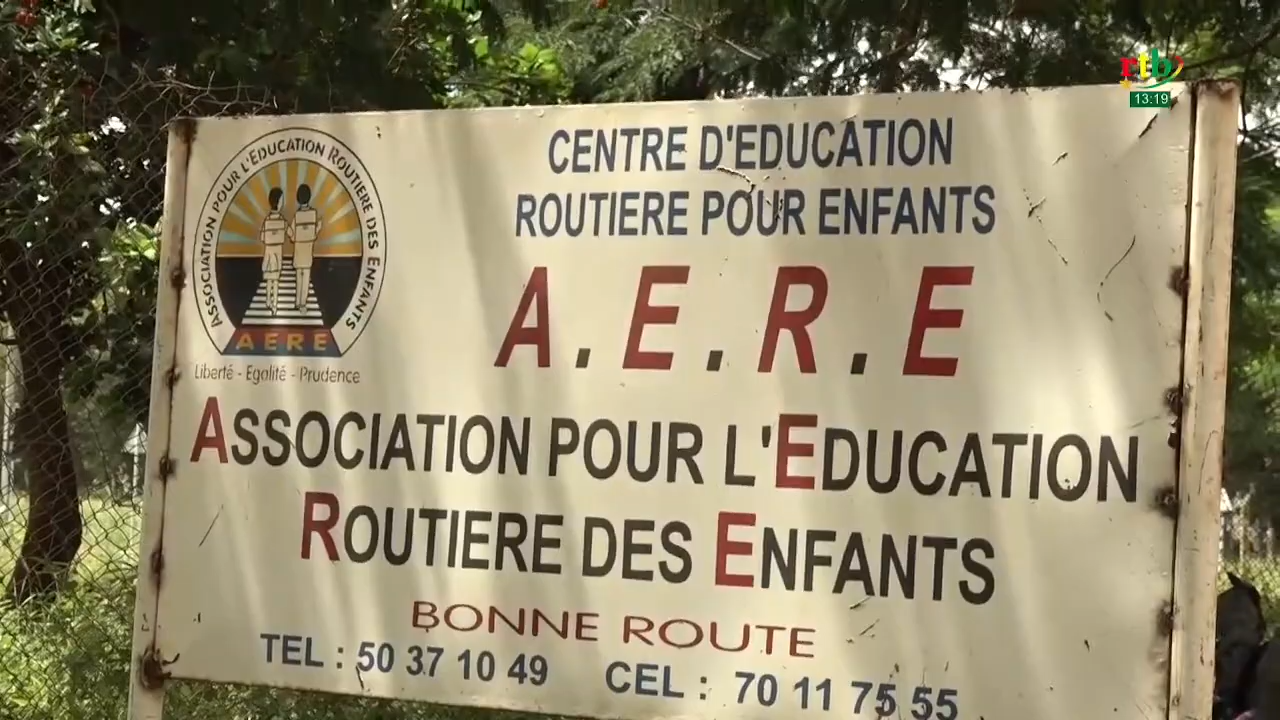 rtb
13:19
CENTRE D'EDUCATION
ROUTIERE POUR ENFANTS
ASSOCIATION POUR L'EDUCATION ROUTIERE DES ENFANTS
AERE
Liberté - Egalité - Prudence
A.E.R.E
ASSOCIATION POUR L'EDUCATION
ROUTIERE DES ENFANTS
BONNE ROUTE
TEL : 50 37 10 49 CEL : 70 11 75 55